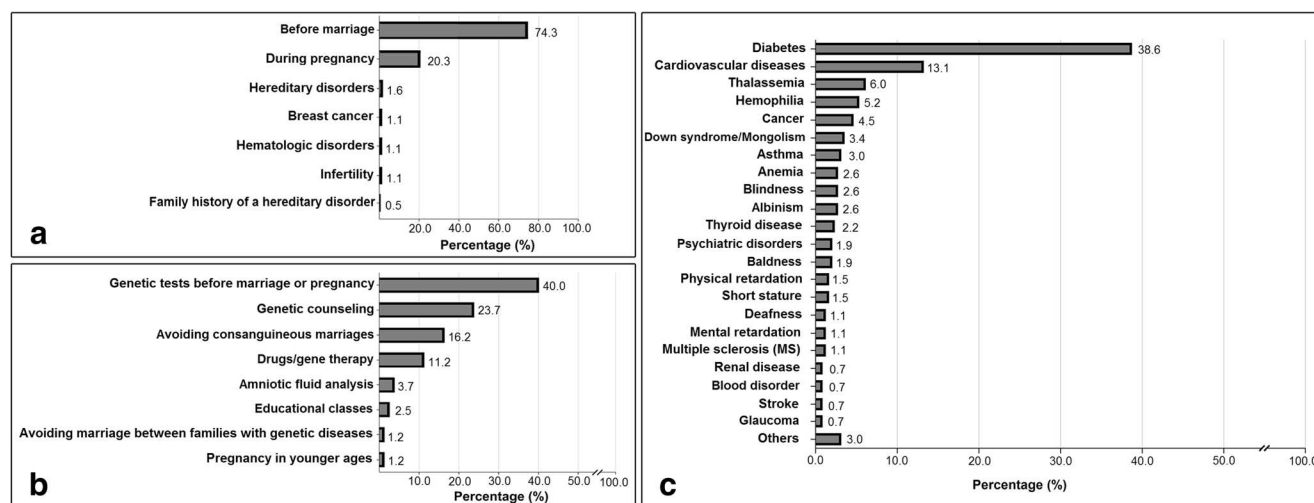 Before marriage 74.3
During pregnancy 20.3
Hereditary disorders 1.6
Breast cancer 1.1
Hematologic disorders 1.1
Infertility 1.1
Family history of a hereditary disorder 0.5
20.0 40.0 60.0 80.0 100.0
Percentage (%)
a
Genetic tests before marriage or pregnancy 40.0
Genetic counseling 23.7
Avoiding consanguineous marriages 16.2
Drugs/gene therapy 11.2
Amniotic fluid analysis 3.7
Educational classes 2.5
Avoiding marriage between families with genetic diseases 1.2
Pregnancy in younger ages 1.2
10.0 20.0 30.0 40.0 50.0 100.0
Percentage (%)
b
Diabetes 38.6
Cardiovascular diseases 13.1
Thalassemia 6.0
Hemophilia 5.2
Cancer 4.5
Down syndrome/Mongolism 3.4
Asthma 3.0
Anemia 2.6
Blindness 2.6
Albinism 2.6
Thyroid disease 2.2
Psychiatric disorders 1.9
Baldness 1.9
Physical retardation 1.5
Short stature 1.5
Deafness 1.1
Mental retardation 1.1
Multiple sclerosis (MS) 1.1
Renal disease 0.7
Blood disorder 0.7
Stroke 0.7
Glaucoma 0.7
Others 3.0
0.0 10.0 20.0 30.0 40.0 50.0 100.0
Percentage (%)
c